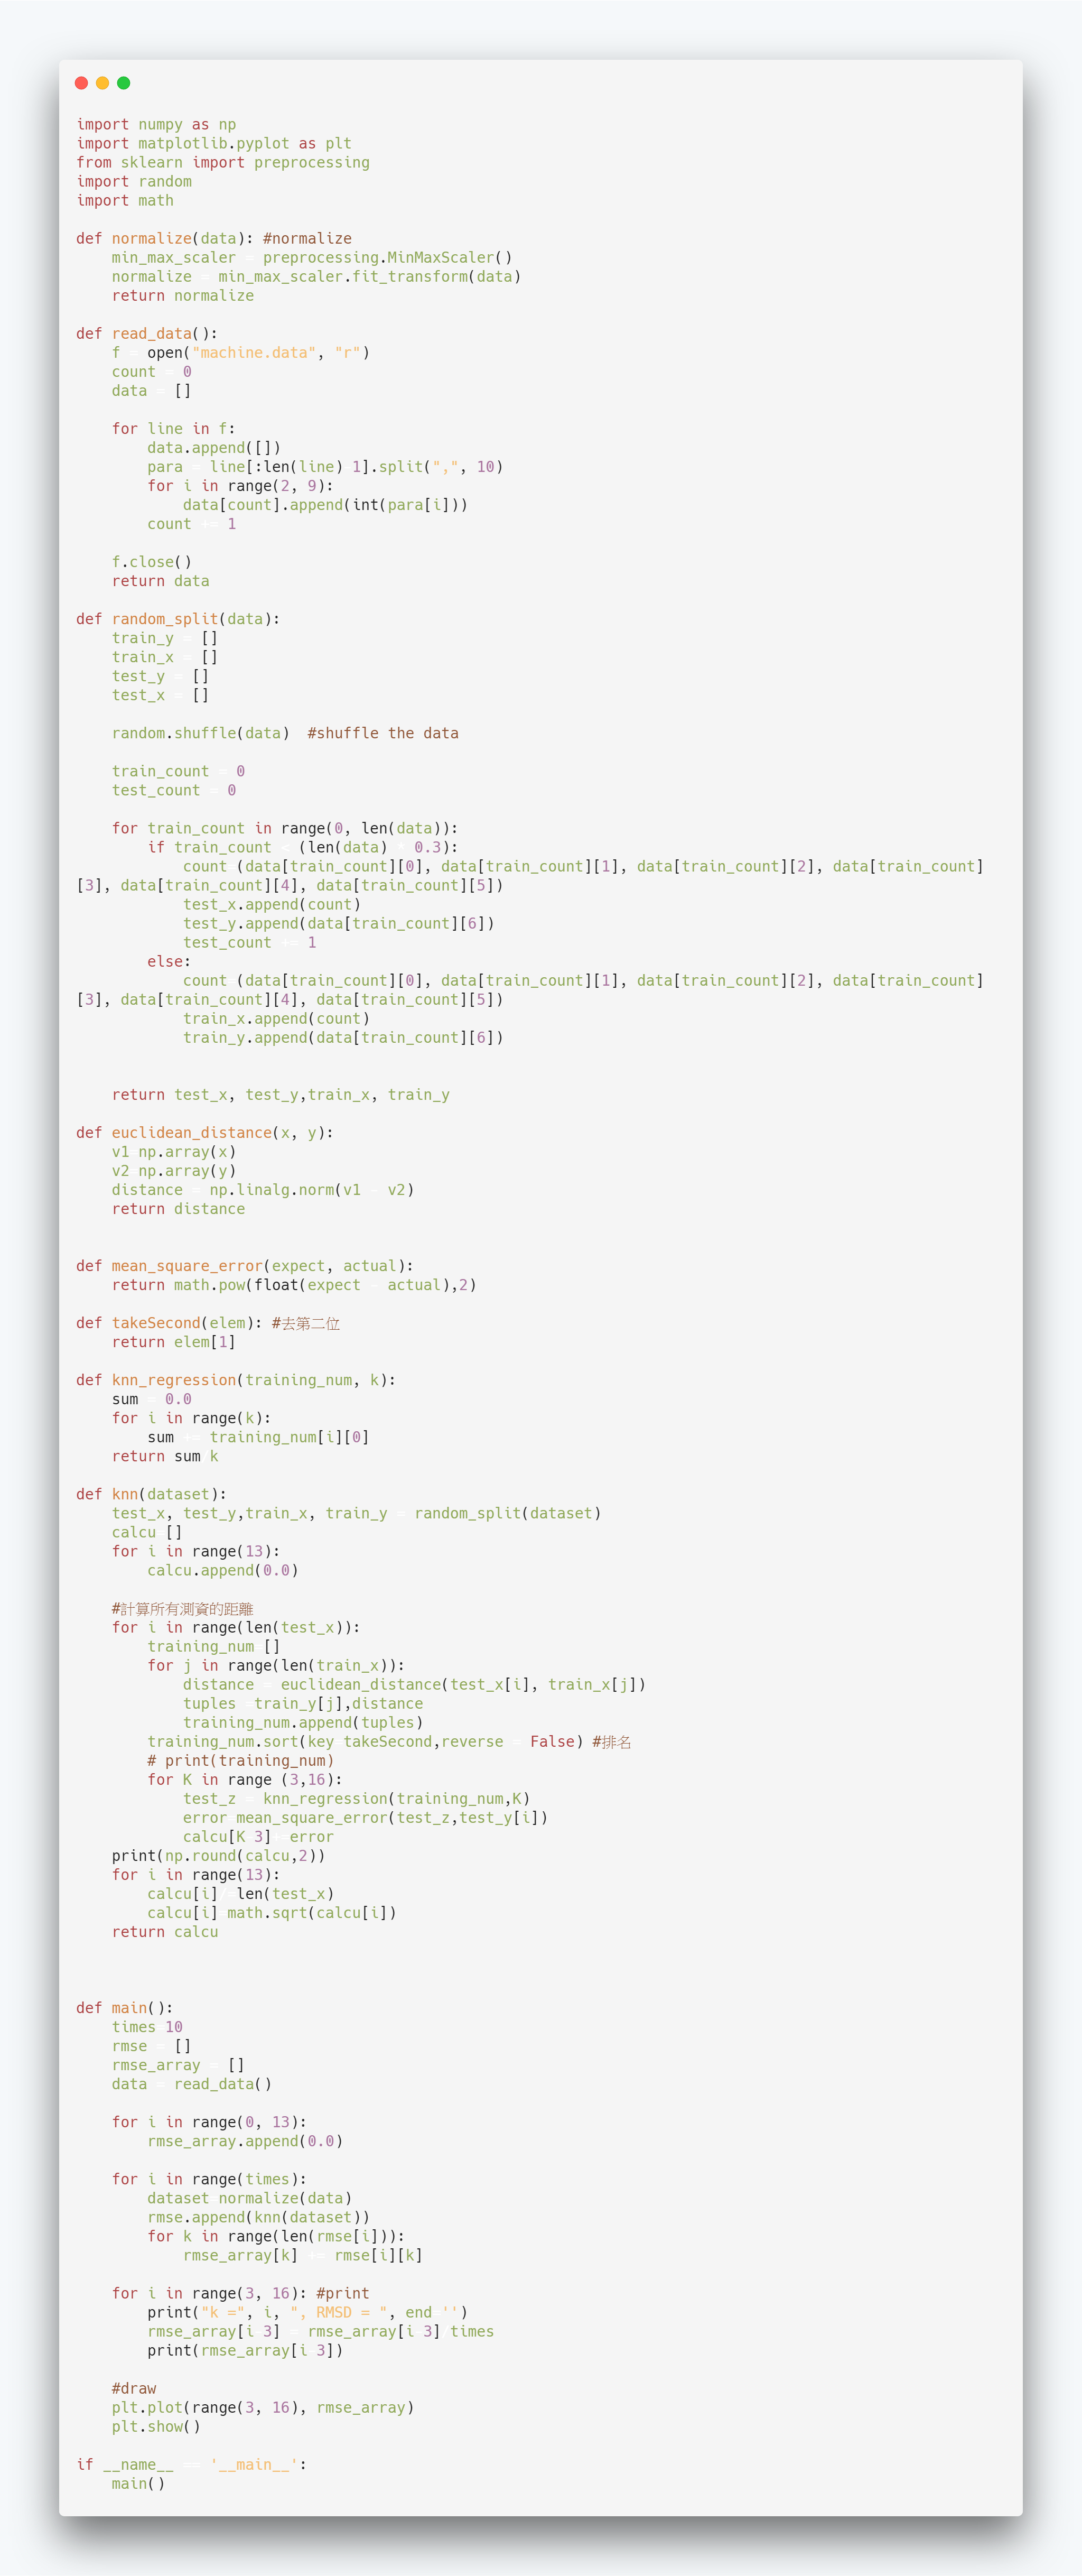 import numpy as np
import matplotlib.pyplot as plt
from sklearn import preprocessing
import random
import math
def normalize(data): #normalize
    min_max_scaler = preprocessing.MinMaxScaler()
    normalize = min_max_scaler.fit_transform(data)
    return normalize
def read_data():
    f = open("machine.data", "r")
    count = 0
    data = []
    for line in f:
        data.append([])
        para = line[:len(line)-1].split(",", 10)
        for i in range(2, 9):
            data[count].append(int(para[i]))
        count += 1
    f.close()
    return data
def random_split(data):
    train_y = []
    train_x = []
    test_y = []
    test_x = []
    random.shuffle(data)  #shuffle the data
    train_count = 0
    test_count = 0
    for train_count in range(0, len(data)):
        if train_count < (len(data) * 0.3):
            count=(data[train_count][0], data[train_count][1], data[train_count][2], data[train_count]
[3], data[train_count][4], data[train_count][5])
            test_x.append(count)
            test_y.append(data[train_count][6])
            test_count += 1
        else:
            count=(data[train_count][0], data[train_count][1], data[train_count][2], data[train_count]
[3], data[train_count][4], data[train_count][5])
            train_x.append(count)
            train_y.append(data[train_count][6])
    return test_x, test_y,train_x, train_y
def euclidean_distance(x, y):
    v1=np.array(x)
    v2=np.array(y)
    distance = np.linalg.norm(v1 - v2)
    return distance
def mean_square_error(expect, actual):
    return math.pow(float(expect - actual),2)
def takeSecond(elem): #去第二位
    return elem[1]
def knn_regression(training_num, k):
    sum = 0.0
    for i in range(k):
        sum += training_num[i][0]
    return sum/k
def knn(dataset):
    test_x, test_y,train_x, train_y = random_split(dataset)
    calcu=[]
    for i in range(13):
        calcu.append(0.0)
    #計算所有測資的距離
    for i in range(len(test_x)):
        training_num=[]
        for j in range(len(train_x)):
            distance = euclidean_distance(test_x[i], train_x[j])
            tuples =train_y[j],distance
            training_num.append(tuples)
        training_num.sort(key=takeSecond,reverse = False) #排名
        # print(training_num)
        for K in range (3,16):
            test_z = knn_regression(training_num,K)
            error=mean_square_error(test_z,test_y[i])
            calcu[K-3]+=error
    print(np.round(calcu,2))
    for i in range(13):
        calcu[i]/=len(test_x)
        calcu[i]=math.sqrt(calcu[i])
    return calcu
def main():
    times=10
    rmse = []
    rmse_array = []
    data = read_data()
    for i in range(0, 13):
        rmse_array.append(0.0)
    for i in range(times):
        dataset=normalize(data)
        rmse.append(knn(dataset))
        for k in range(len(rmse[i])):
            rmse_array[k] += rmse[i][k]
    for i in range(3, 16): #print
        print("k =", i, ", RMSD = ", end='')
        rmse_array[i-3] = rmse_array[i-3]/times
        print(rmse_array[i-3])
    #draw
    plt.plot(range(3, 16), rmse_array)
    plt.show()
if __name__ == '__main__':
    main()